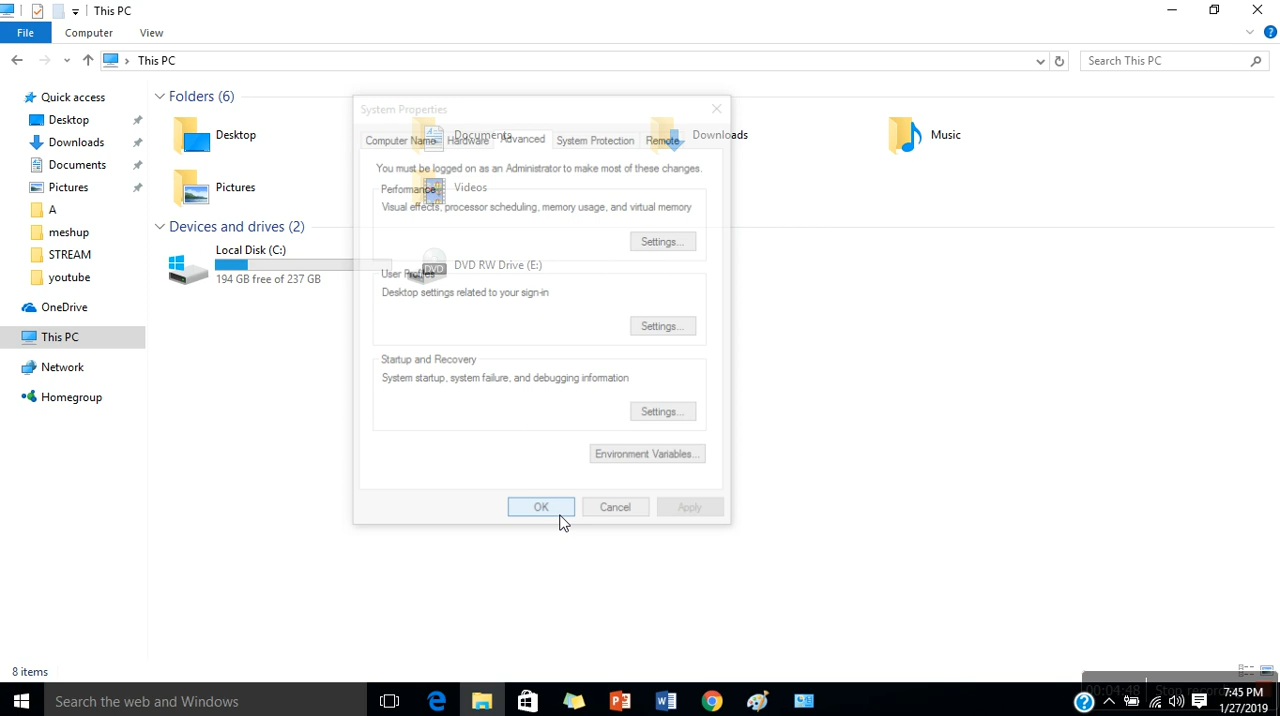 This PC
File Computer View
This PC
Search This PC
Quick access
Desktop
Downloads
Documents
Pictures
A
meshup
STREAM
youtube
OneDrive
This PC
Network
Homegroup
Folders (6)
Desktop
Documents
Downloads
Music
Pictures
Videos
Devices and drives (2)
Local Disk (C:)
194 GB free of 237 GB
DVD RW Drive (E:)
DVD
System Properties
Computer Name Hardware Advanced System Protection Remote
You must be logged on as an Administrator to make most of these changes.
Performance
Visual effects, processor scheduling, memory usage, and virtual memory
Settings...
User Profiles
Desktop settings related to your sign-in
Settings...
Startup and Recovery
System startup, system failure, and debugging information
Settings...
Environment Variables...
OK Cancel Apply
8 items
00:04:48 Stop
Search the web and Windows
7:45 PM
1/27/2019